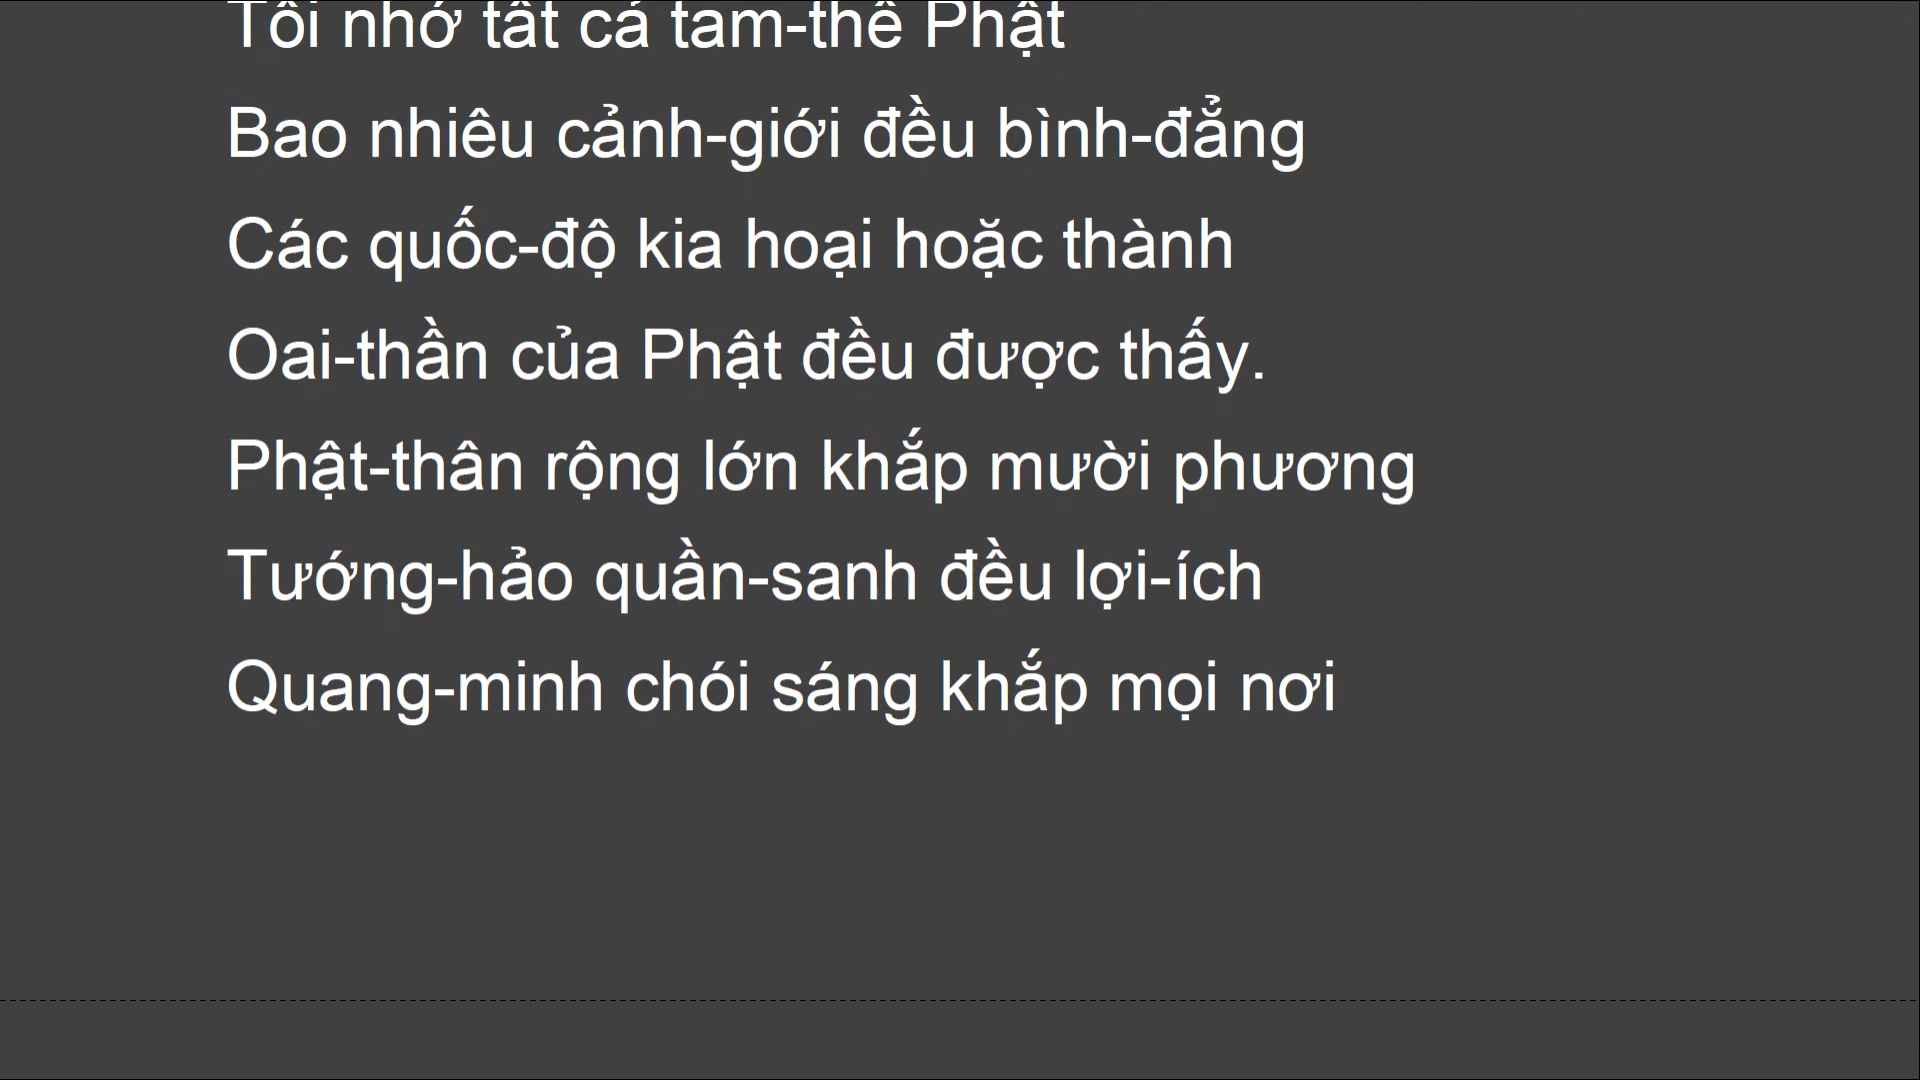 Tôi nhớ tất cả tam-thế Phật
Bao nhiêu cảnh-giới đều bình-đẳng
Các quốc-độ kia hoại hoặc thành
Oai-thần của Phật đều được thấy.
Phật-thân rộng lớn khắp mười phương
Tướng-hảo quần-sanh đều lợi-ích
Quang-minh chói sáng khắp mọi nơi